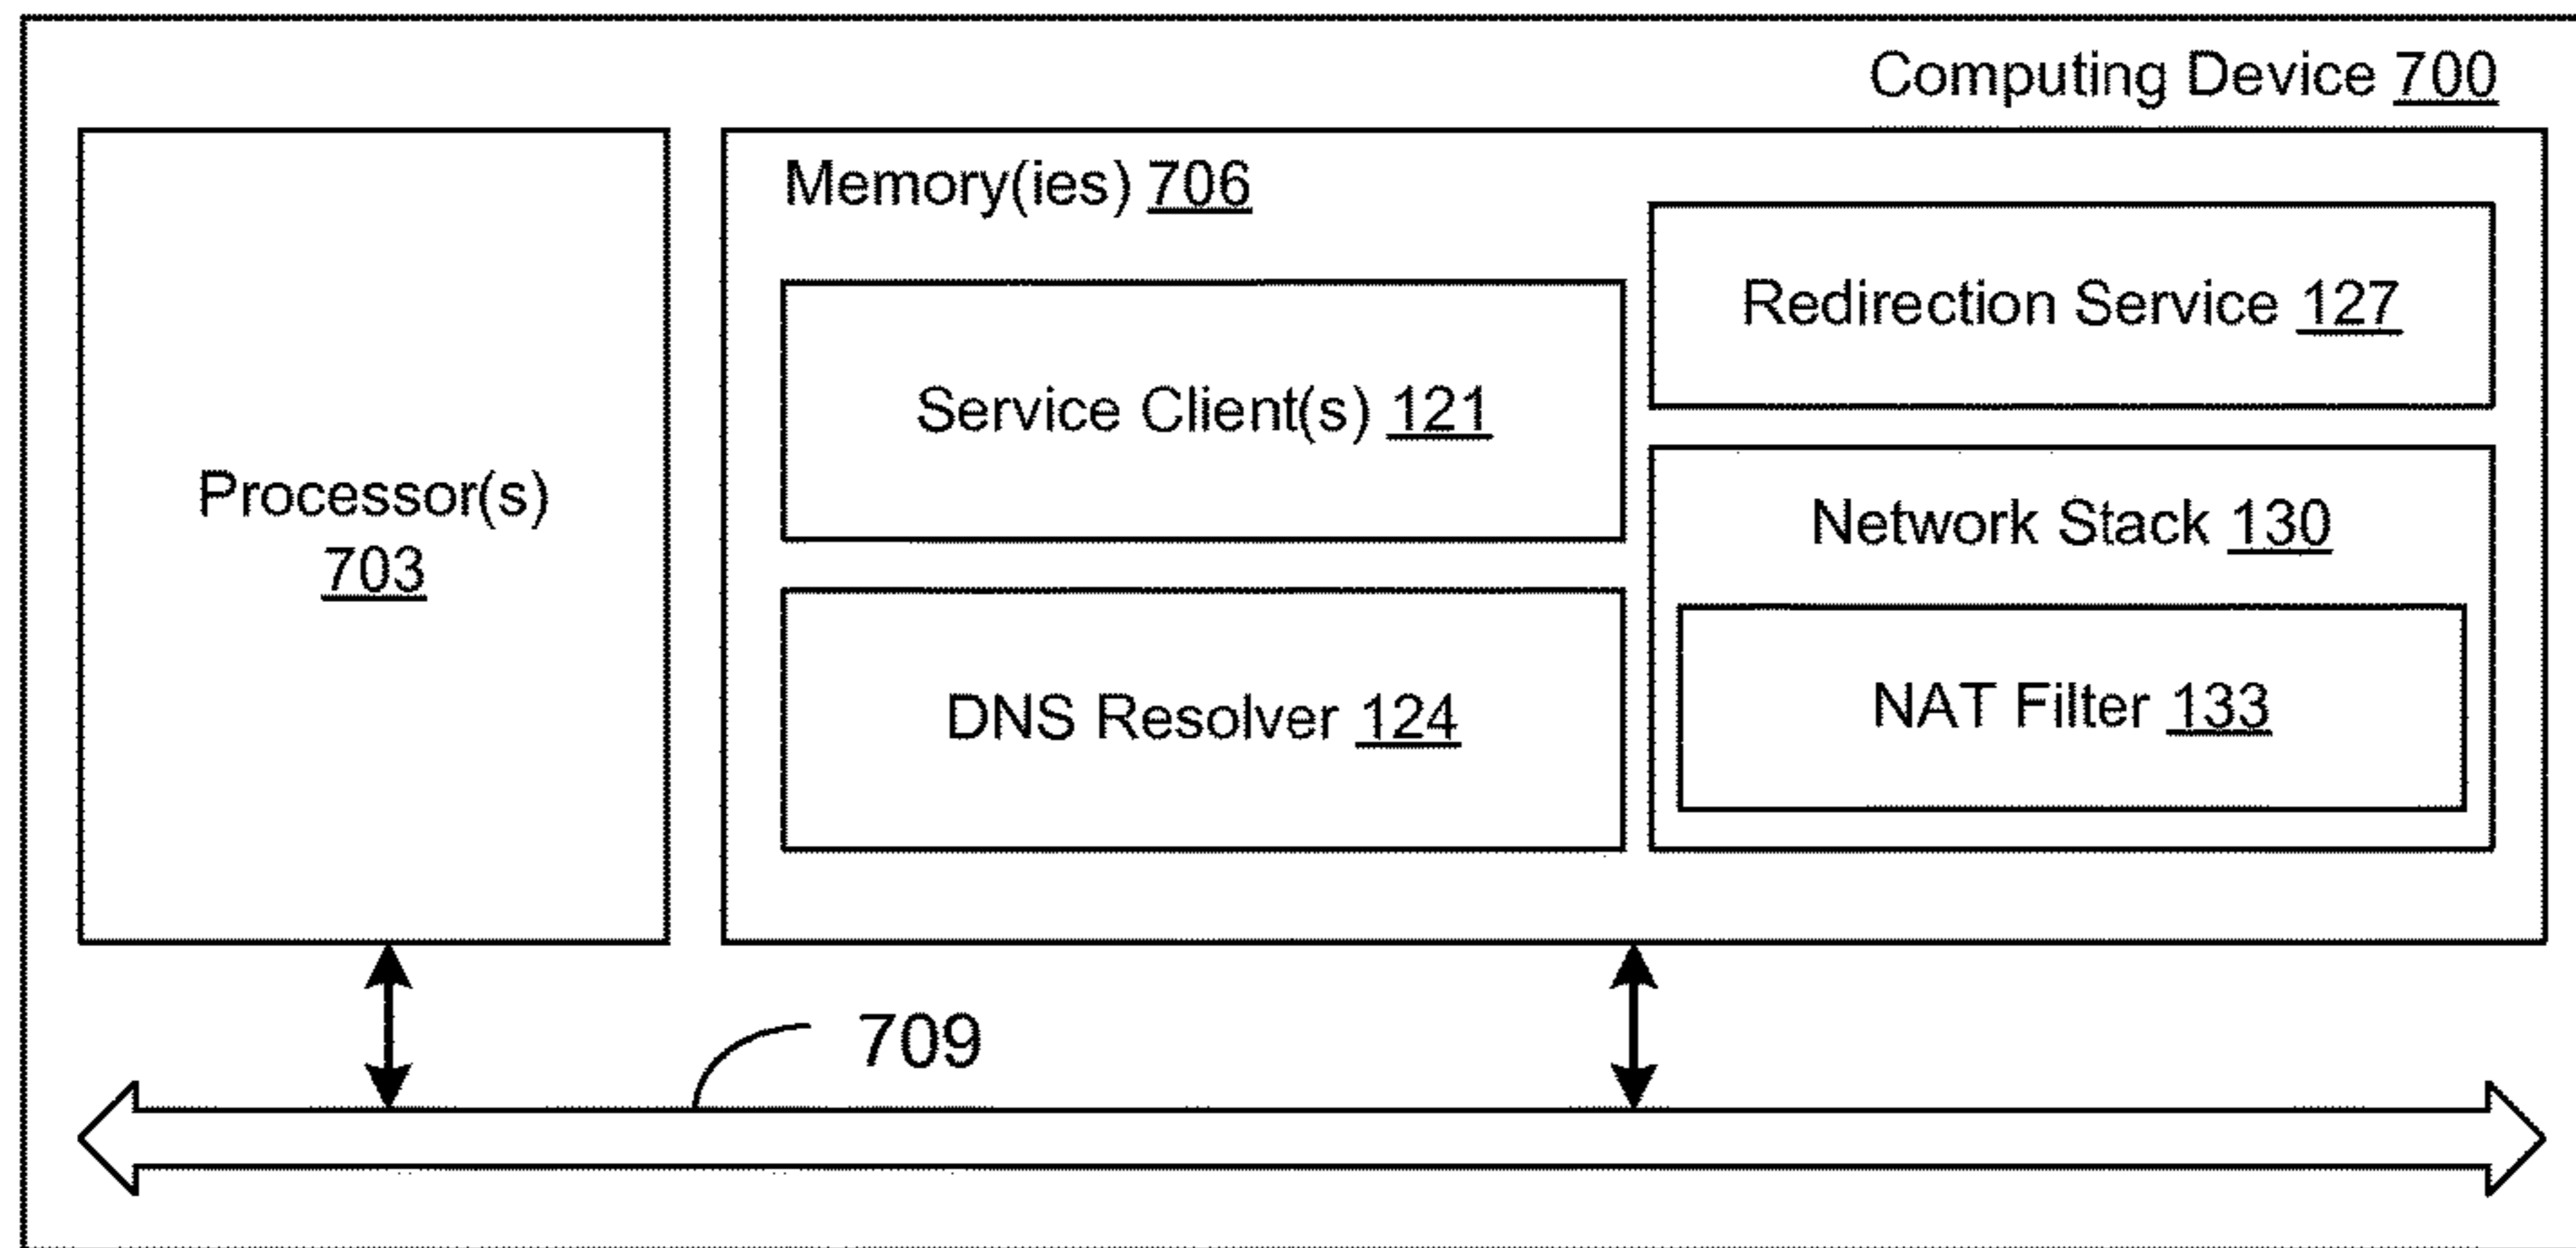 Computing Device 700
Processor(s)
703
Memory(ies) 706
Service Client(s) 121
DNS Resolver 124
Redirection Service 127
Network Stack 130
NAT Filter 133
709